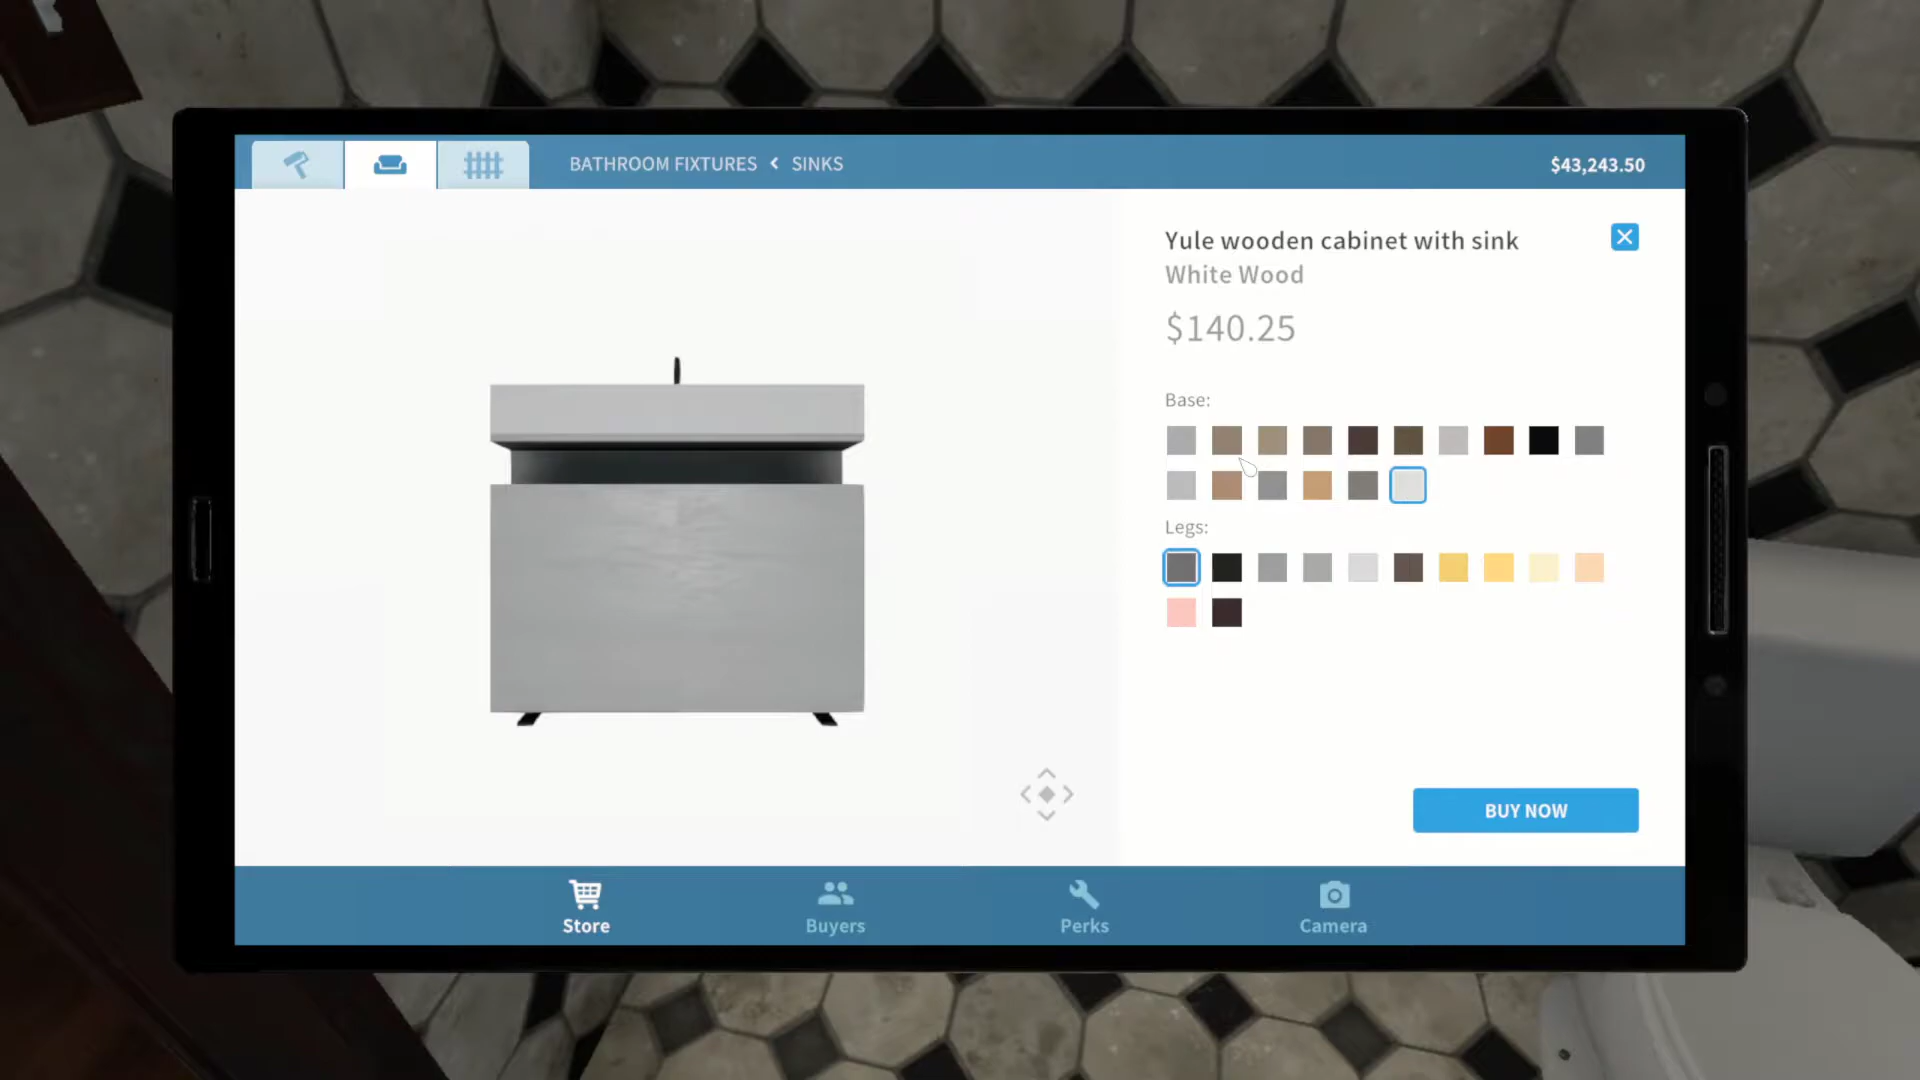 BATHROOM FIXTURES < SINKS
$43,243.50
Yule wooden cabinet with sink
White Wood
$140.25
Base:
Legs:
BUY NOW
Store
Buyers
Perks
Camera